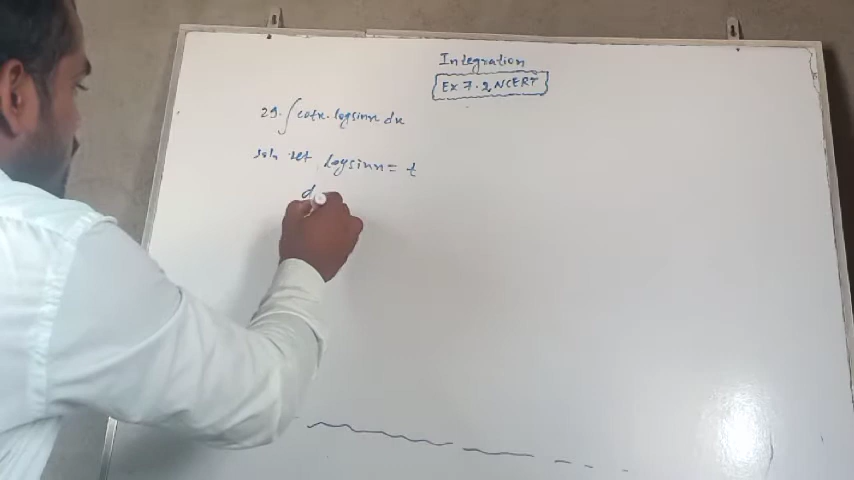 Integration
Ex 7.2 NCERT
29. ∫ cotx. logsinx dx
soln let logsinx = t
d